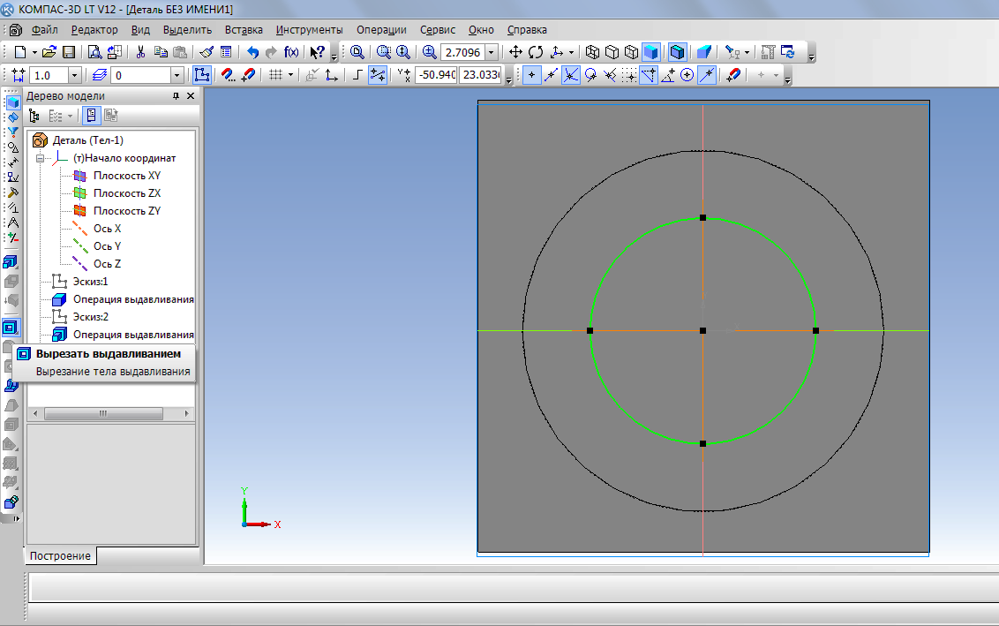 КОМПАС-3D LT V12 - [Деталь БЕЗ ИМЕНИ1]
Файл Редактор Вид Выделить Вставка Инструменты Операции Сервис Окно Справка
f(x) 2.7096
1.0 0 -50.940 23.030
Дерево модели
Деталь (Тел-1)
(т)Начало координат
Плоскость XY
Плоскость ZX
Плоскость ZY
Ось X
Ось Y
Ось Z
Эскиз:1
Операция выдавливания
Эскиз:2
Операция выдавливания
Вырезать выдавливанием
Вырезание тела выдавливания
Y
X
Построение